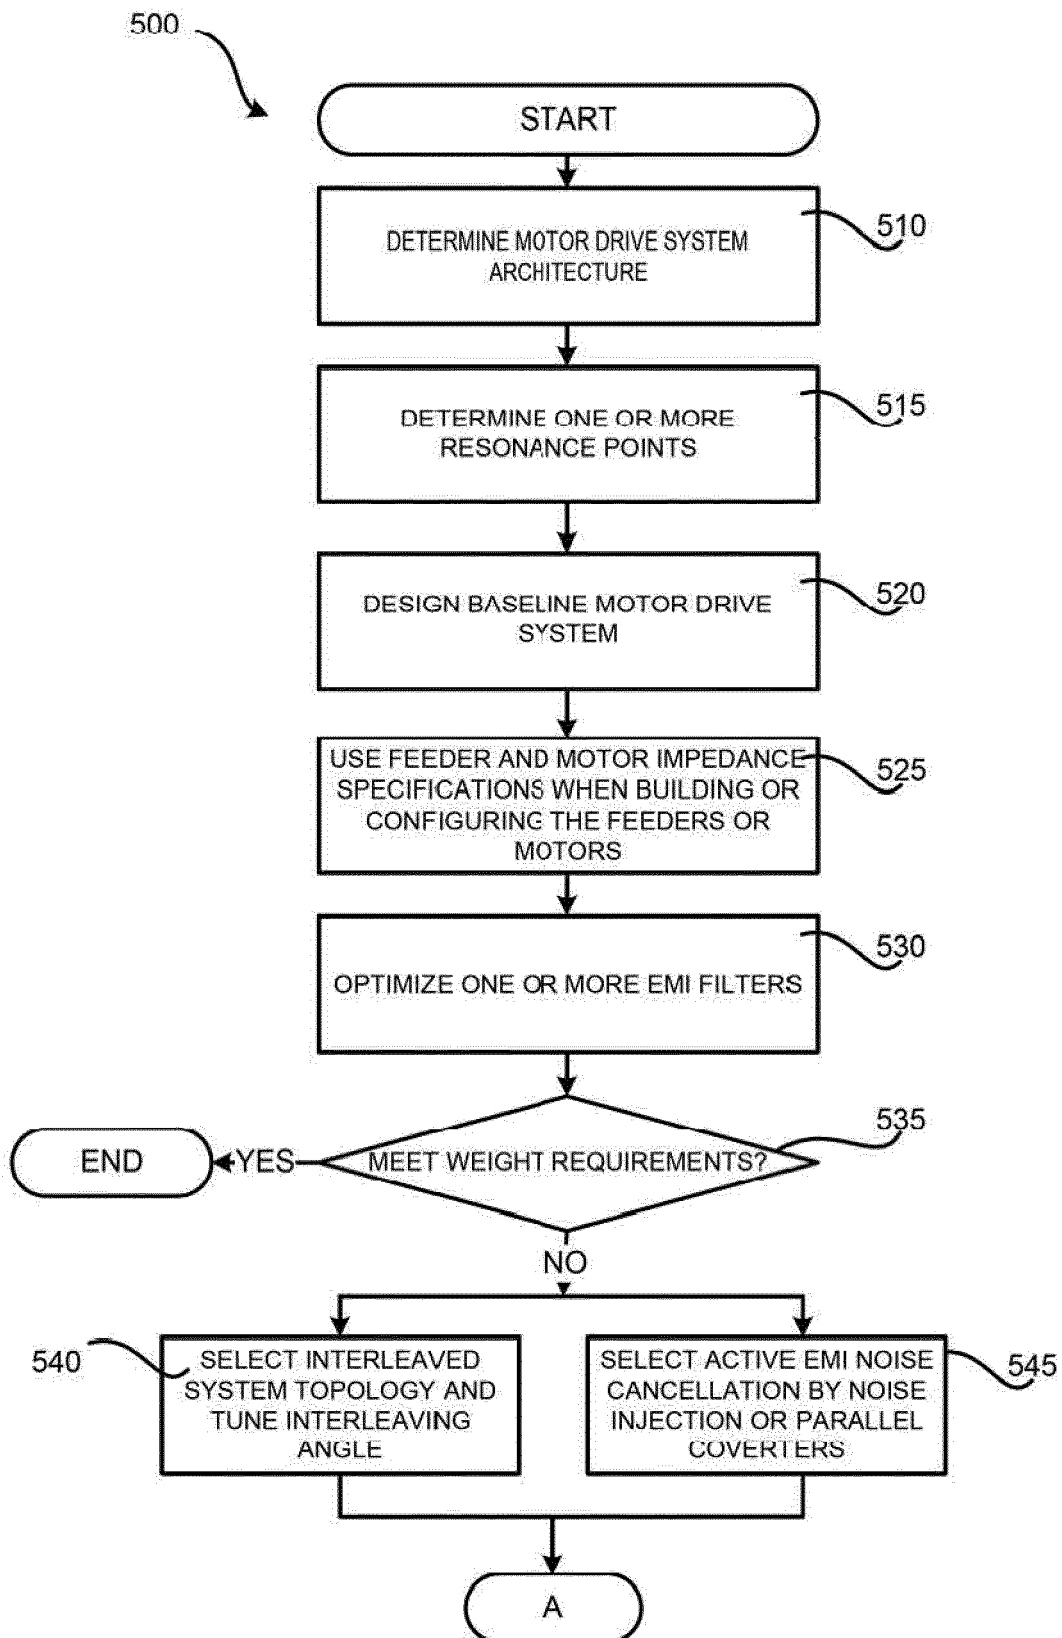 500
START
DETERMINE MOTOR DRIVE SYSTEM
ARCHITECTURE
510
DETERMINE ONE OR MORE
RESONANCE POINTS
515
DESIGN BASELINE MOTOR DRIVE
SYSTEM
520
USE FEEDER AND MOTOR IMPEDANCE
SPECIFICATIONS WHEN BUILDING OR
CONFIGURING THE FEEDERS OR
MOTORS
525
OPTIMIZE ONE OR MORE EMI FILTERS
530
MEET WEIGHT REQUIREMENTS?
535
YES
END
NO
540
SELECT INTERLEAVED
SYSTEM TOPOLOGY AND
TUNE INTERLEAVING
ANGLE
SELECT ACTIVE EMI NOISE
CANCELLATION BY NOISE
INJECTION OR PARALLEL
COVERTERS
545
A